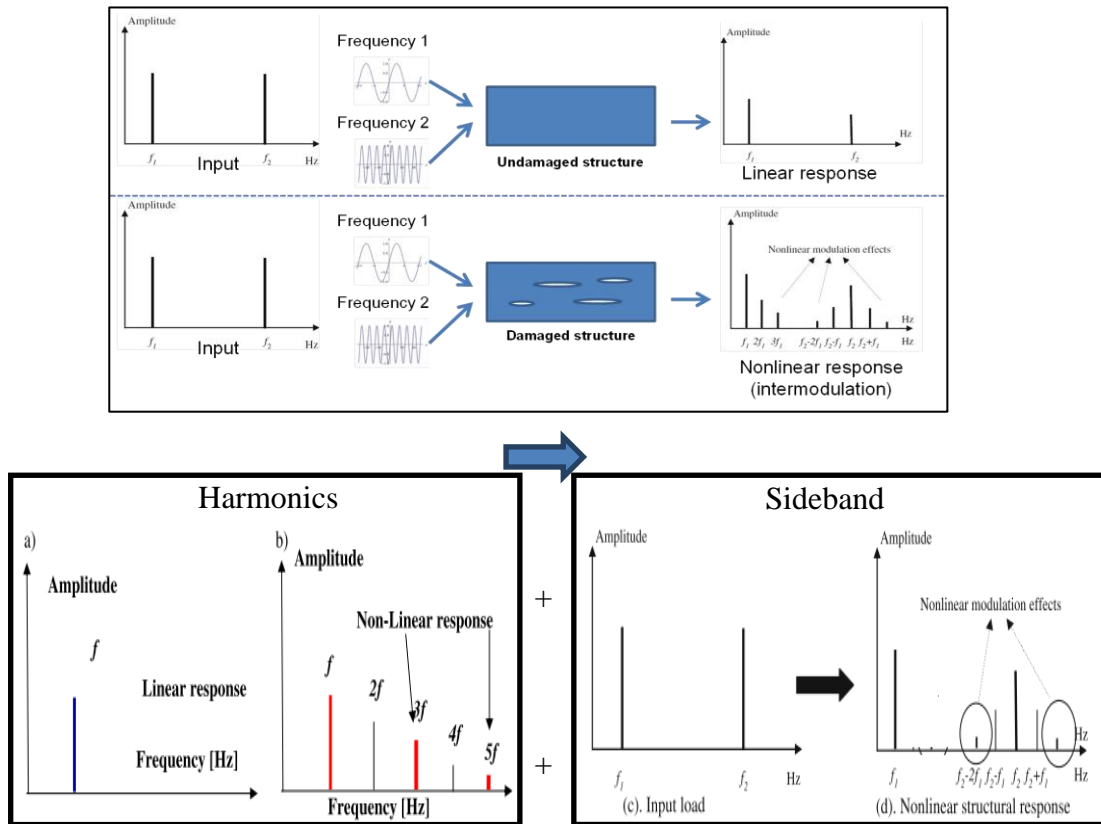 Amplitude
f1
f2
Hz
Input
Frequency 1
Frequency 2
Undamaged structure
Amplitude
Hz
f1
f2
Linear response
Amplitude
f1
f2
Hz
Input
Frequency 1
Frequency 2
Damaged structure
Amplitude
Nonlinear modulation effects
Hz
f1 2f1 3f1 f2-2f1 f2-f1 f2 f2+f1 Hz
Nonlinear response
(intermodulation)
Harmonics
a)
Amplitude
f
Linear response
Frequency [Hz]
b)
Amplitude
Non-Linear response
f
2f
3f
4f
5f
Frequency [Hz]
+
+
Sideband
Amplitude
f1
f2
Hz
(c). Input load
Amplitude
Nonlinear modulation effects
Hz
f1 f2-2f1 f2-f1 f2 f2+f1 Hz
(d). Nonlinear structural response